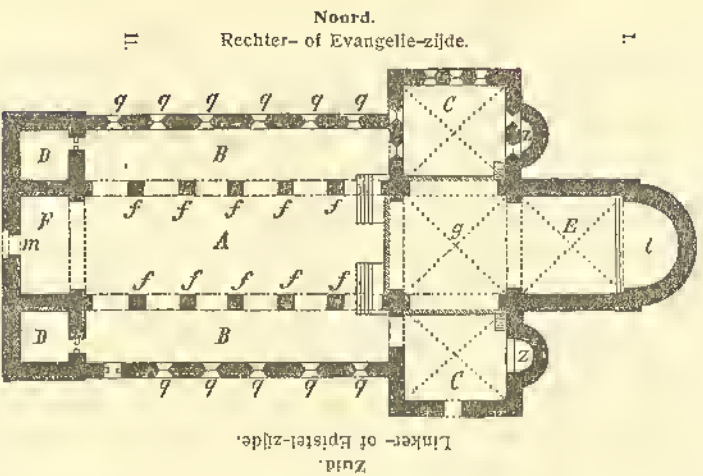 Noord.
II. Rechter- of Evangelie-zijde. I.
q q q q q q
C
z
D B
f f f f f
F
m A g E l
f f f f f
D B
z
C
q q q q q
Zuid.
Linker- of Epistel-zijde.